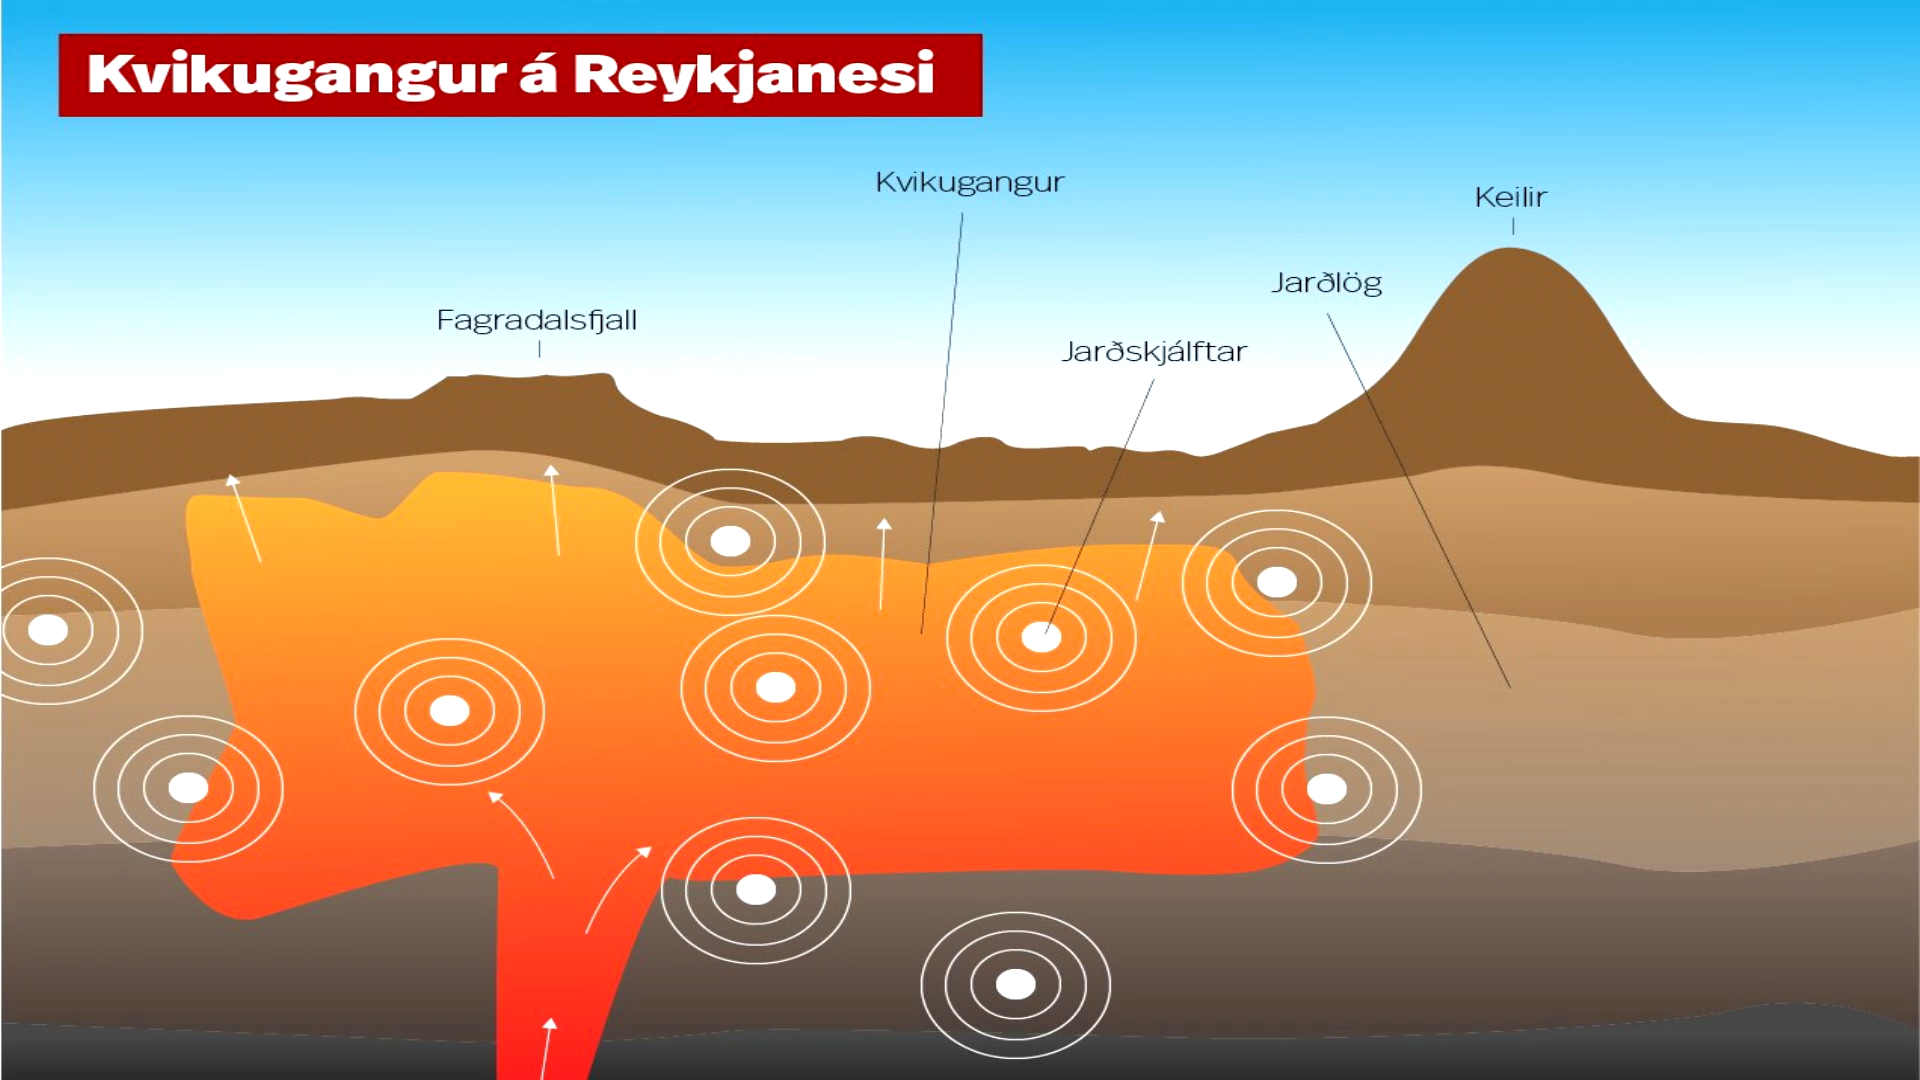 Kvikugangur á Reykjanesi
Kvikugangur
Keilir
Jarðlög
Fagradalsfjall
Jarðskjálftar